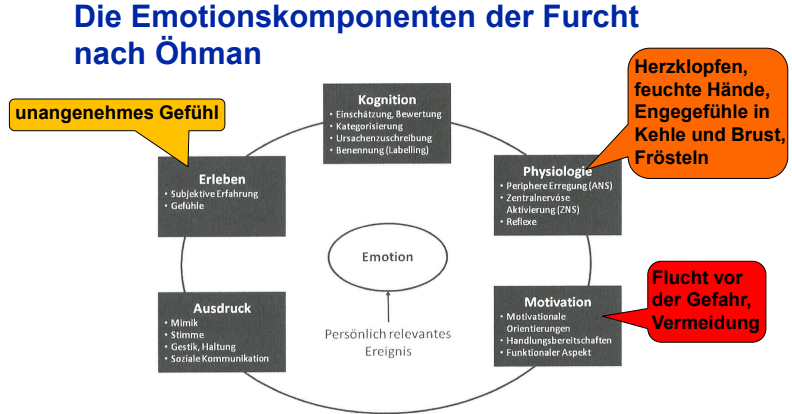 Die Emotionskomponenten der Furcht
nach Öhman
unangenehmes Gefühl
Kognition
• Einschätzung, Bewertung
• Kategorisierung
• Ursachenzuschreibung
• Benennung (Labelling)
Herzklopfen,
feuchte Hände,
Engegefühle in
Kehle und Brust,
Frösteln
Erleben
• Subjektive Erfahrung
• Gefühle
Physiologie
• Periphere Erregung (ANS)
• Zentralnervöse
Aktivierung (ZNS)
• Reflexe
Emotion
Persönlich relevantes
Ereignis
Ausdruck
• Mimik
• Stimme
• Gestik, Haltung
• Soziale Kommunikation
Motivation
• Motivationale
Orientierungen
• Handlungsbereitschaften
• Funktionaler Aspekt
Flucht vor
der Gefahr,
Vermeidung